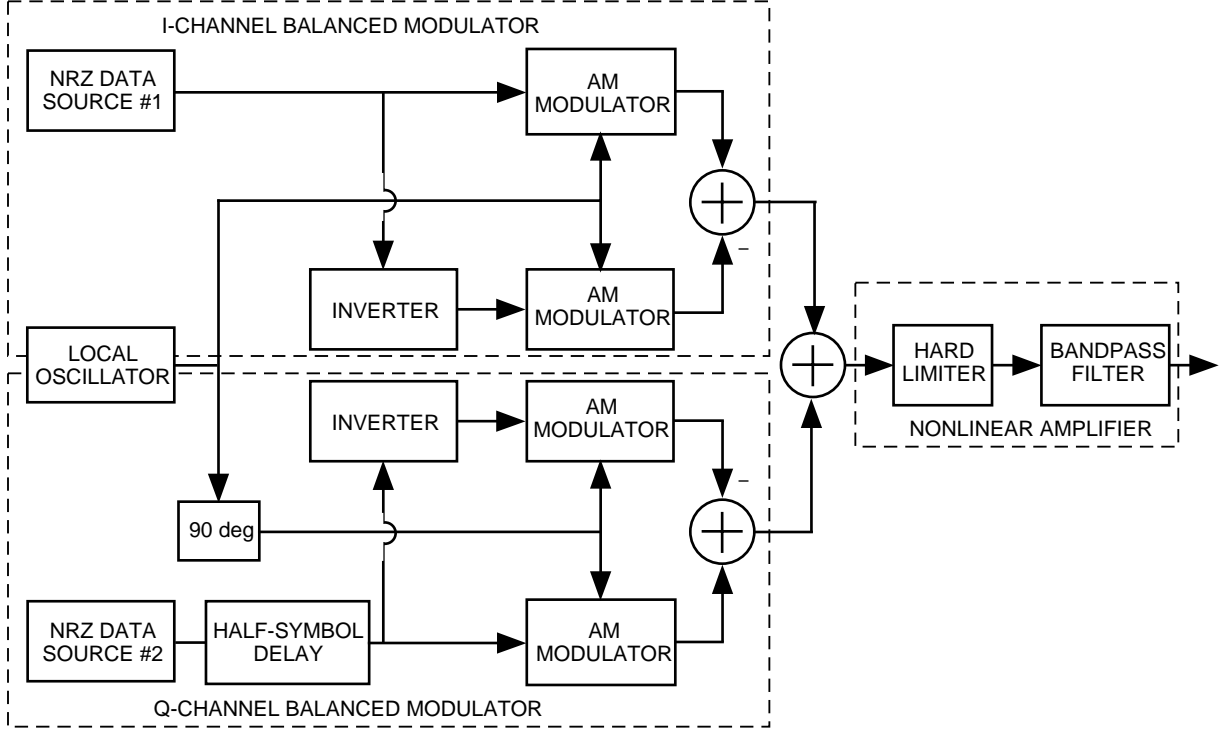 I-CHANNEL BALANCED MODULATOR
NRZ DATA
SOURCE #1
AM
MODULATOR
–
INVERTER
AM
MODULATOR
LOCAL
OSCILLATOR
HARD
LIMITER
BANDPASS
FILTER
NONLINEAR AMPLIFIER
INVERTER
AM
MODULATOR
–
90 deg
NRZ DATA
SOURCE #2
HALF-SYMBOL
DELAY
AM
MODULATOR
Q-CHANNEL BALANCED MODULATOR